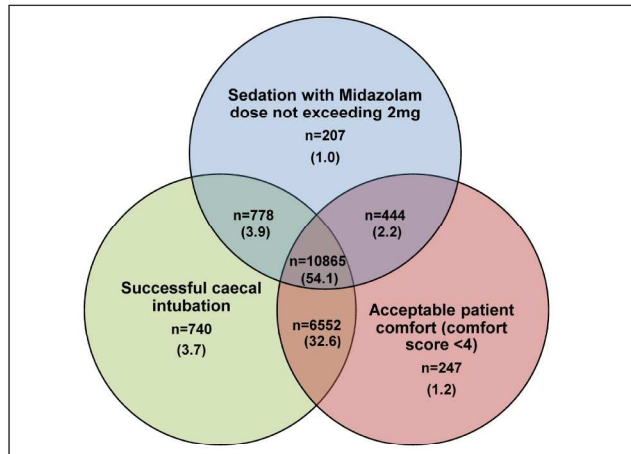 Sedation with Midazolam
dose not exceeding 2mg
n=207
(1.0)
n=778
(3.9)
n=444
(2.2)
n=10865
(54.1)
Successful caecal
intubation
n=740
(3.7)
n=6552
(32.6)
Acceptable patient
comfort (comfort
score <4)
n=247
(1.2)